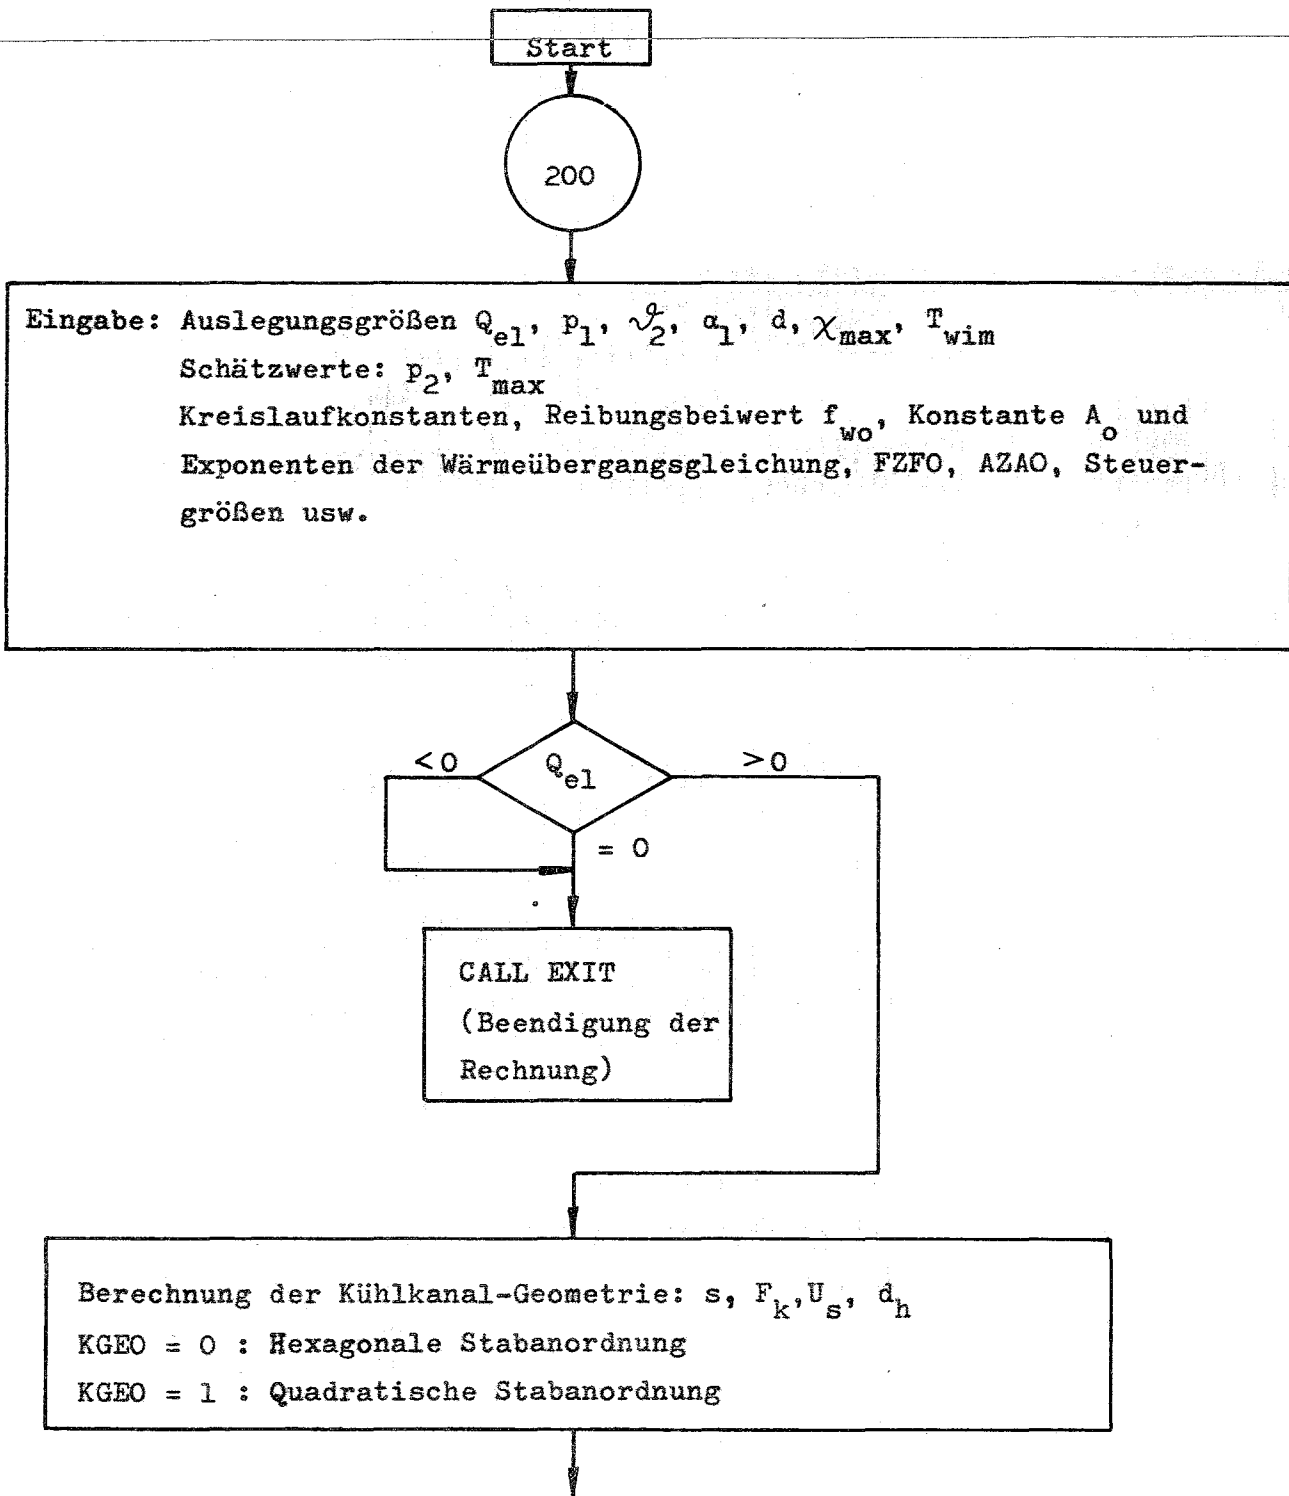 Start
200
Eingabe: Auslegungsgrößen Q_el, p_1, ϑ_2, α_1, d, χ_max, T_wim
Schätzwerte: p_2, T_max
Kreislaufkonstanten, Reibungsbeiwert f_wo, Konstante A_o und
Exponenten der Wärmeübergangsgleichung, FZFO, AZAO, Steuer-
größen usw.
<0 Q_el >0
= 0
CALL EXIT
(Beendigung der
Rechnung)
Berechnung der Kühlkanal-Geometrie: s, F_k, U_s, d_h
KGEO = 0 : Hexagonale Stabanordnung
KGEO = 1 : Quadratische Stabanordnung